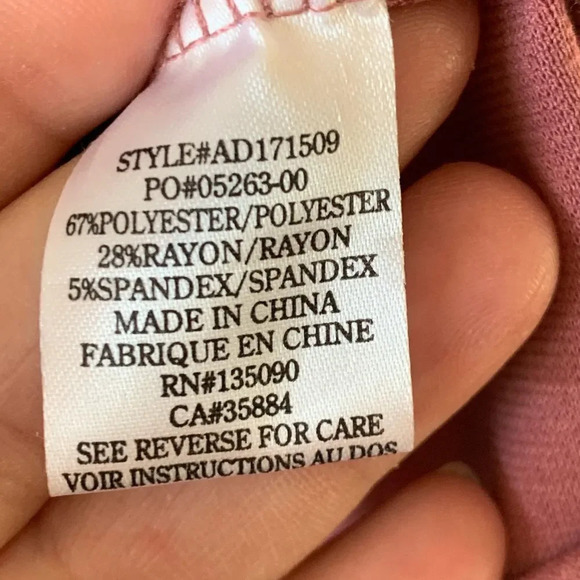 STYLE#AD171509
PO#05263-00
67%POLYESTER/POLYESTER
28%RAYON/RAYON
5%SPANDEX/SPANDEX
MADE IN CHINA
FABRIQUE EN CHINE
RN#135090
CA#35884
SEE REVERSE FOR CARE
VOIR INSTRUCTIONS AU DOS